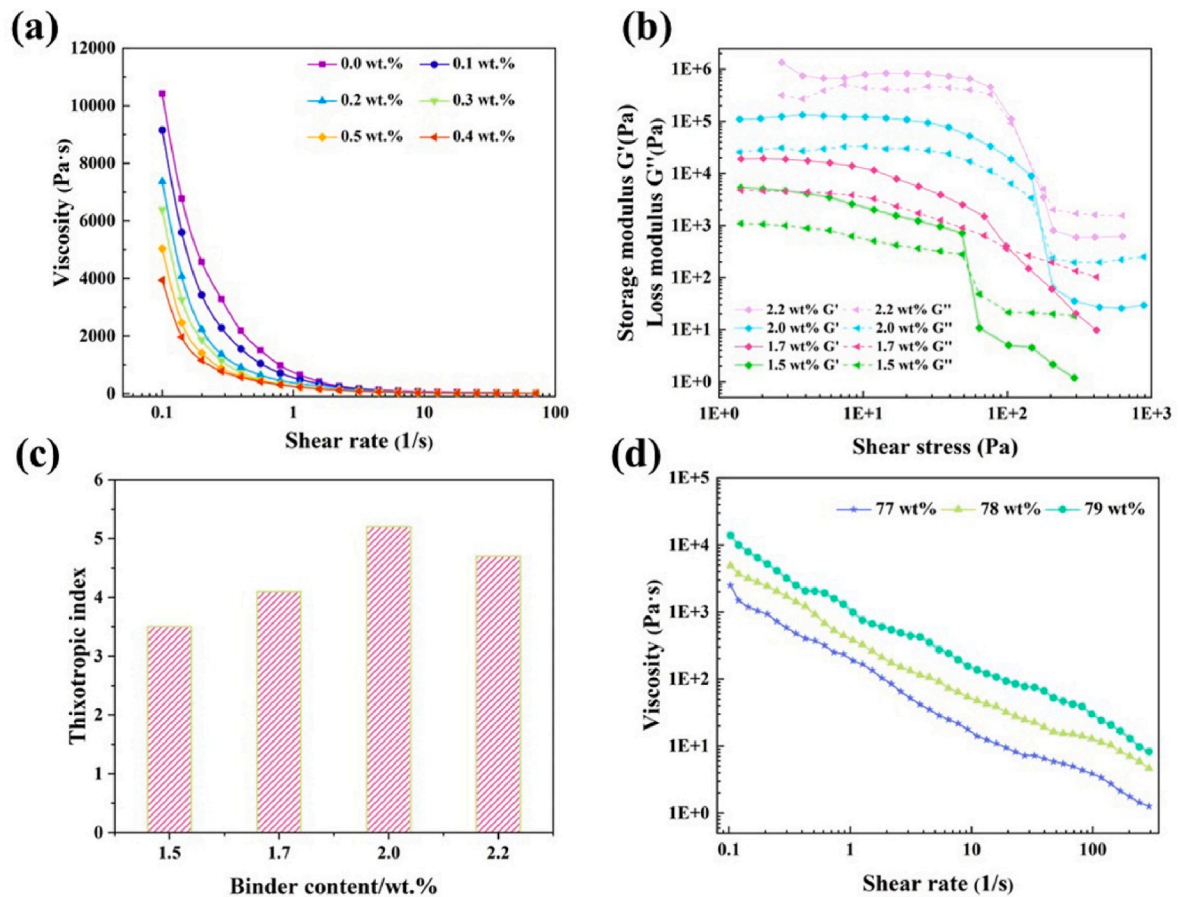 (a)
12000
10000
8000
6000
4000
2000
0
Viscosity (Pa·s)
0.0 wt.% 0.1 wt.%
0.2 wt.% 0.3 wt.%
0.5 wt.% 0.4 wt.%
0.1 1 10 100
Shear rate (1/s)
(b)
Storage modulus G'(Pa)
Loss modulus G''(Pa)
1E+6
1E+5
1E+4
1E+3
1E+2
1E+1
1E+0
2.2 wt% G' 2.2 wt% G''
2.0 wt% G' 2.0 wt% G''
1.7 wt% G' 1.7 wt% G''
1.5 wt% G' 1.5 wt% G''
1E+0 1E+1 1E+2 1E+3
Shear stress (Pa)
(c)
6
5
4
3
2
1
0
Thixotropic index
1.5 1.7 2.0 2.2
Binder content/wt.%
(d)
1E+5
1E+4
1E+3
1E+2
1E+1
1E+0
Viscosity (Pa·s)
77 wt% 78 wt% 79 wt%
0.1 1 10 100
Shear rate (1/s)